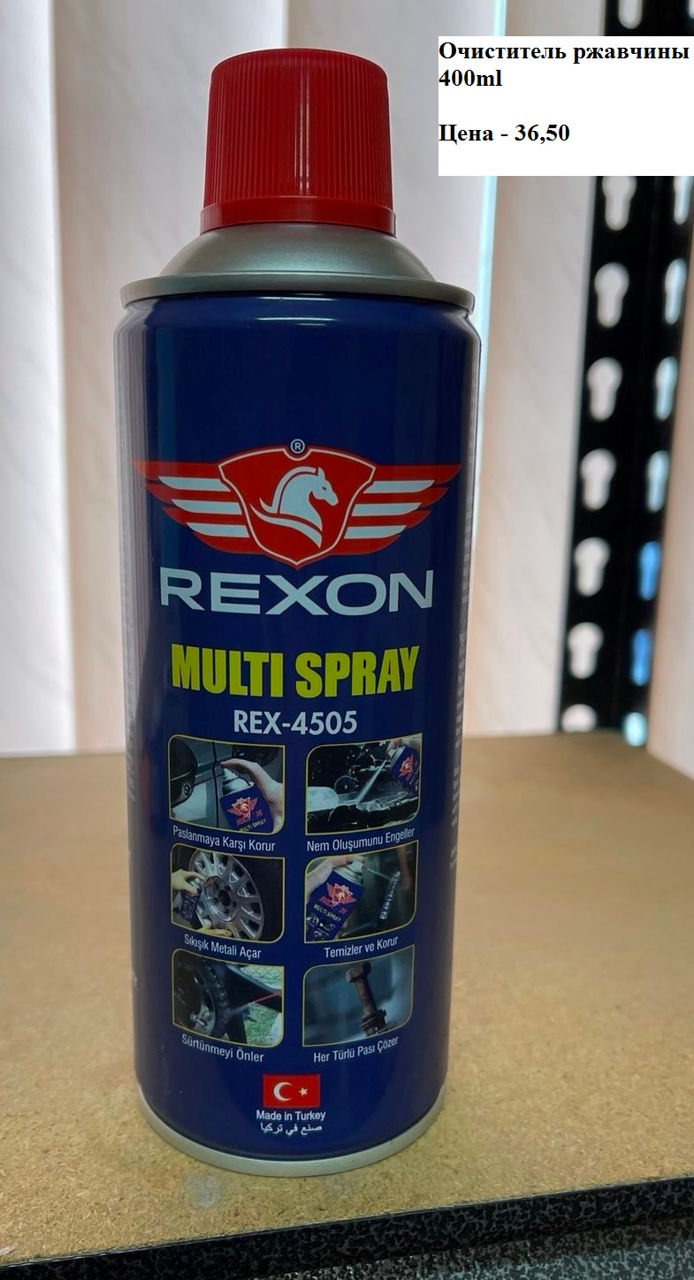 Очиститель ржавчины
400ml
Цена - 36,50
®
REXON
MULTI SPRAY
REX-4505
Paslanmaya Karşı Korur
Nem Oluşumunu Engeller
Sıkışık Metali Açar
Temizler ve Korur
Sürtünmeyi Önler
Her Türlü Pası Çözer
Made in Turkey
صنع في تركيا